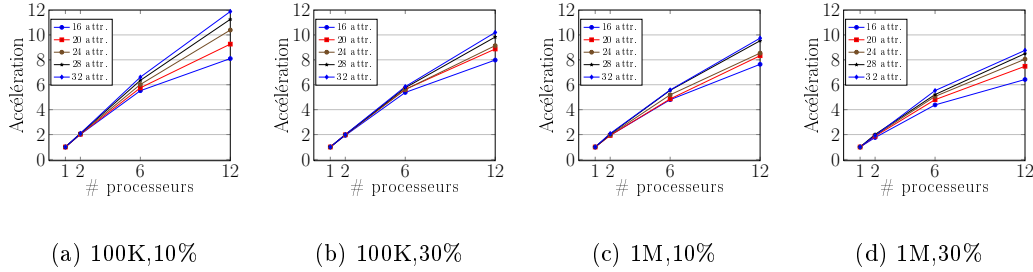 12
10
8
6
4
2
0
Accélération
16 attr.
20 attr.
24 attr.
28 attr.
32 attr.
1 2 6 12
# processeurs
(a) 100K,10%
12
10
8
6
4
2
0
Accélération
16 attr.
20 attr.
24 attr.
28 attr.
32 attr.
1 2 6 12
# processeurs
(b) 100K,30%
12
10
8
6
4
2
0
Accélération
16 attr.
20 attr.
24 attr.
28 attr.
32 attr.
1 2 6 12
# processeurs
(c) 1M,10%
12
10
8
6
4
2
0
Accélération
16 attr.
20 attr.
24 attr.
28 attr.
32 attr.
1 2 6 12
# processeurs
(d) 1M,30%